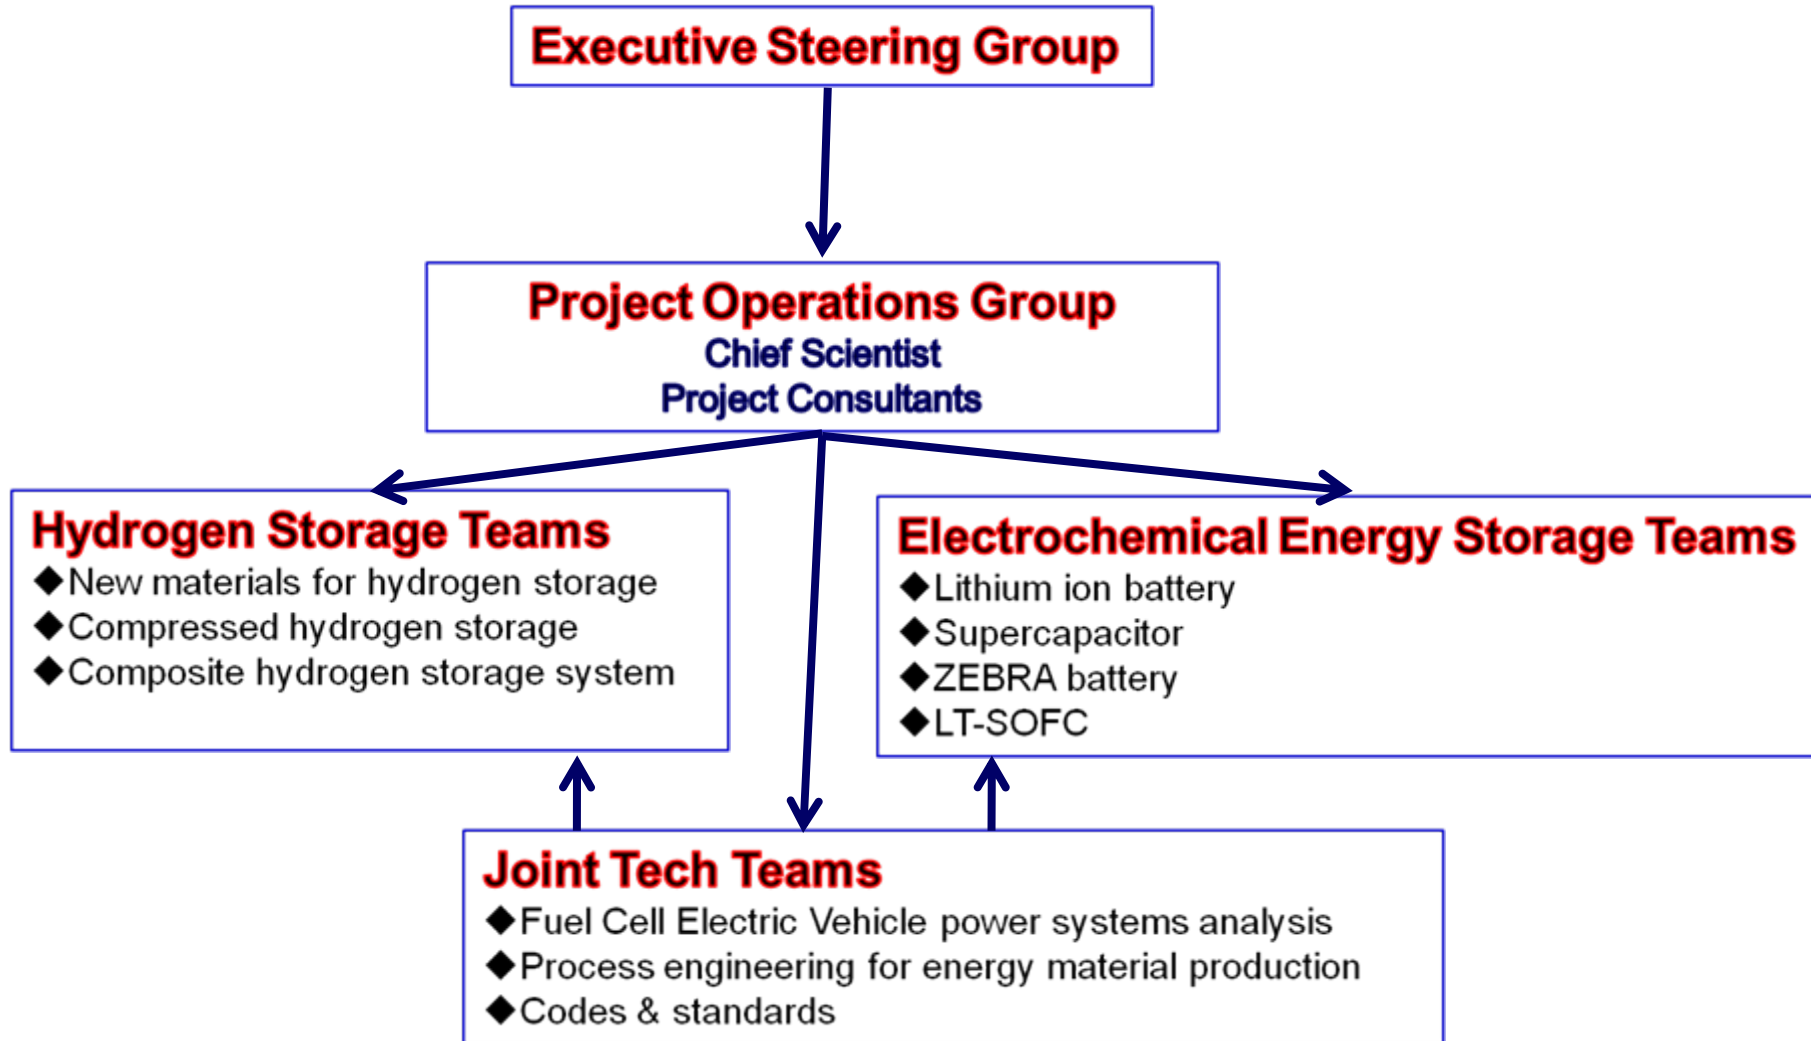 Executive Steering Group
Project Operations Group
Chief Scientist
Project Consultants
Hydrogen Storage Teams
◆New materials for hydrogen storage
◆Compressed hydrogen storage
◆Composite hydrogen storage system
Electrochemical Energy Storage Teams
◆Lithium ion battery
◆Supercapacitor
◆ZEBRA battery
◆LT-SOFC
Joint Tech Teams
◆Fuel Cell Electric Vehicle power systems analysis
◆Process engineering for energy material production
◆Codes & standards